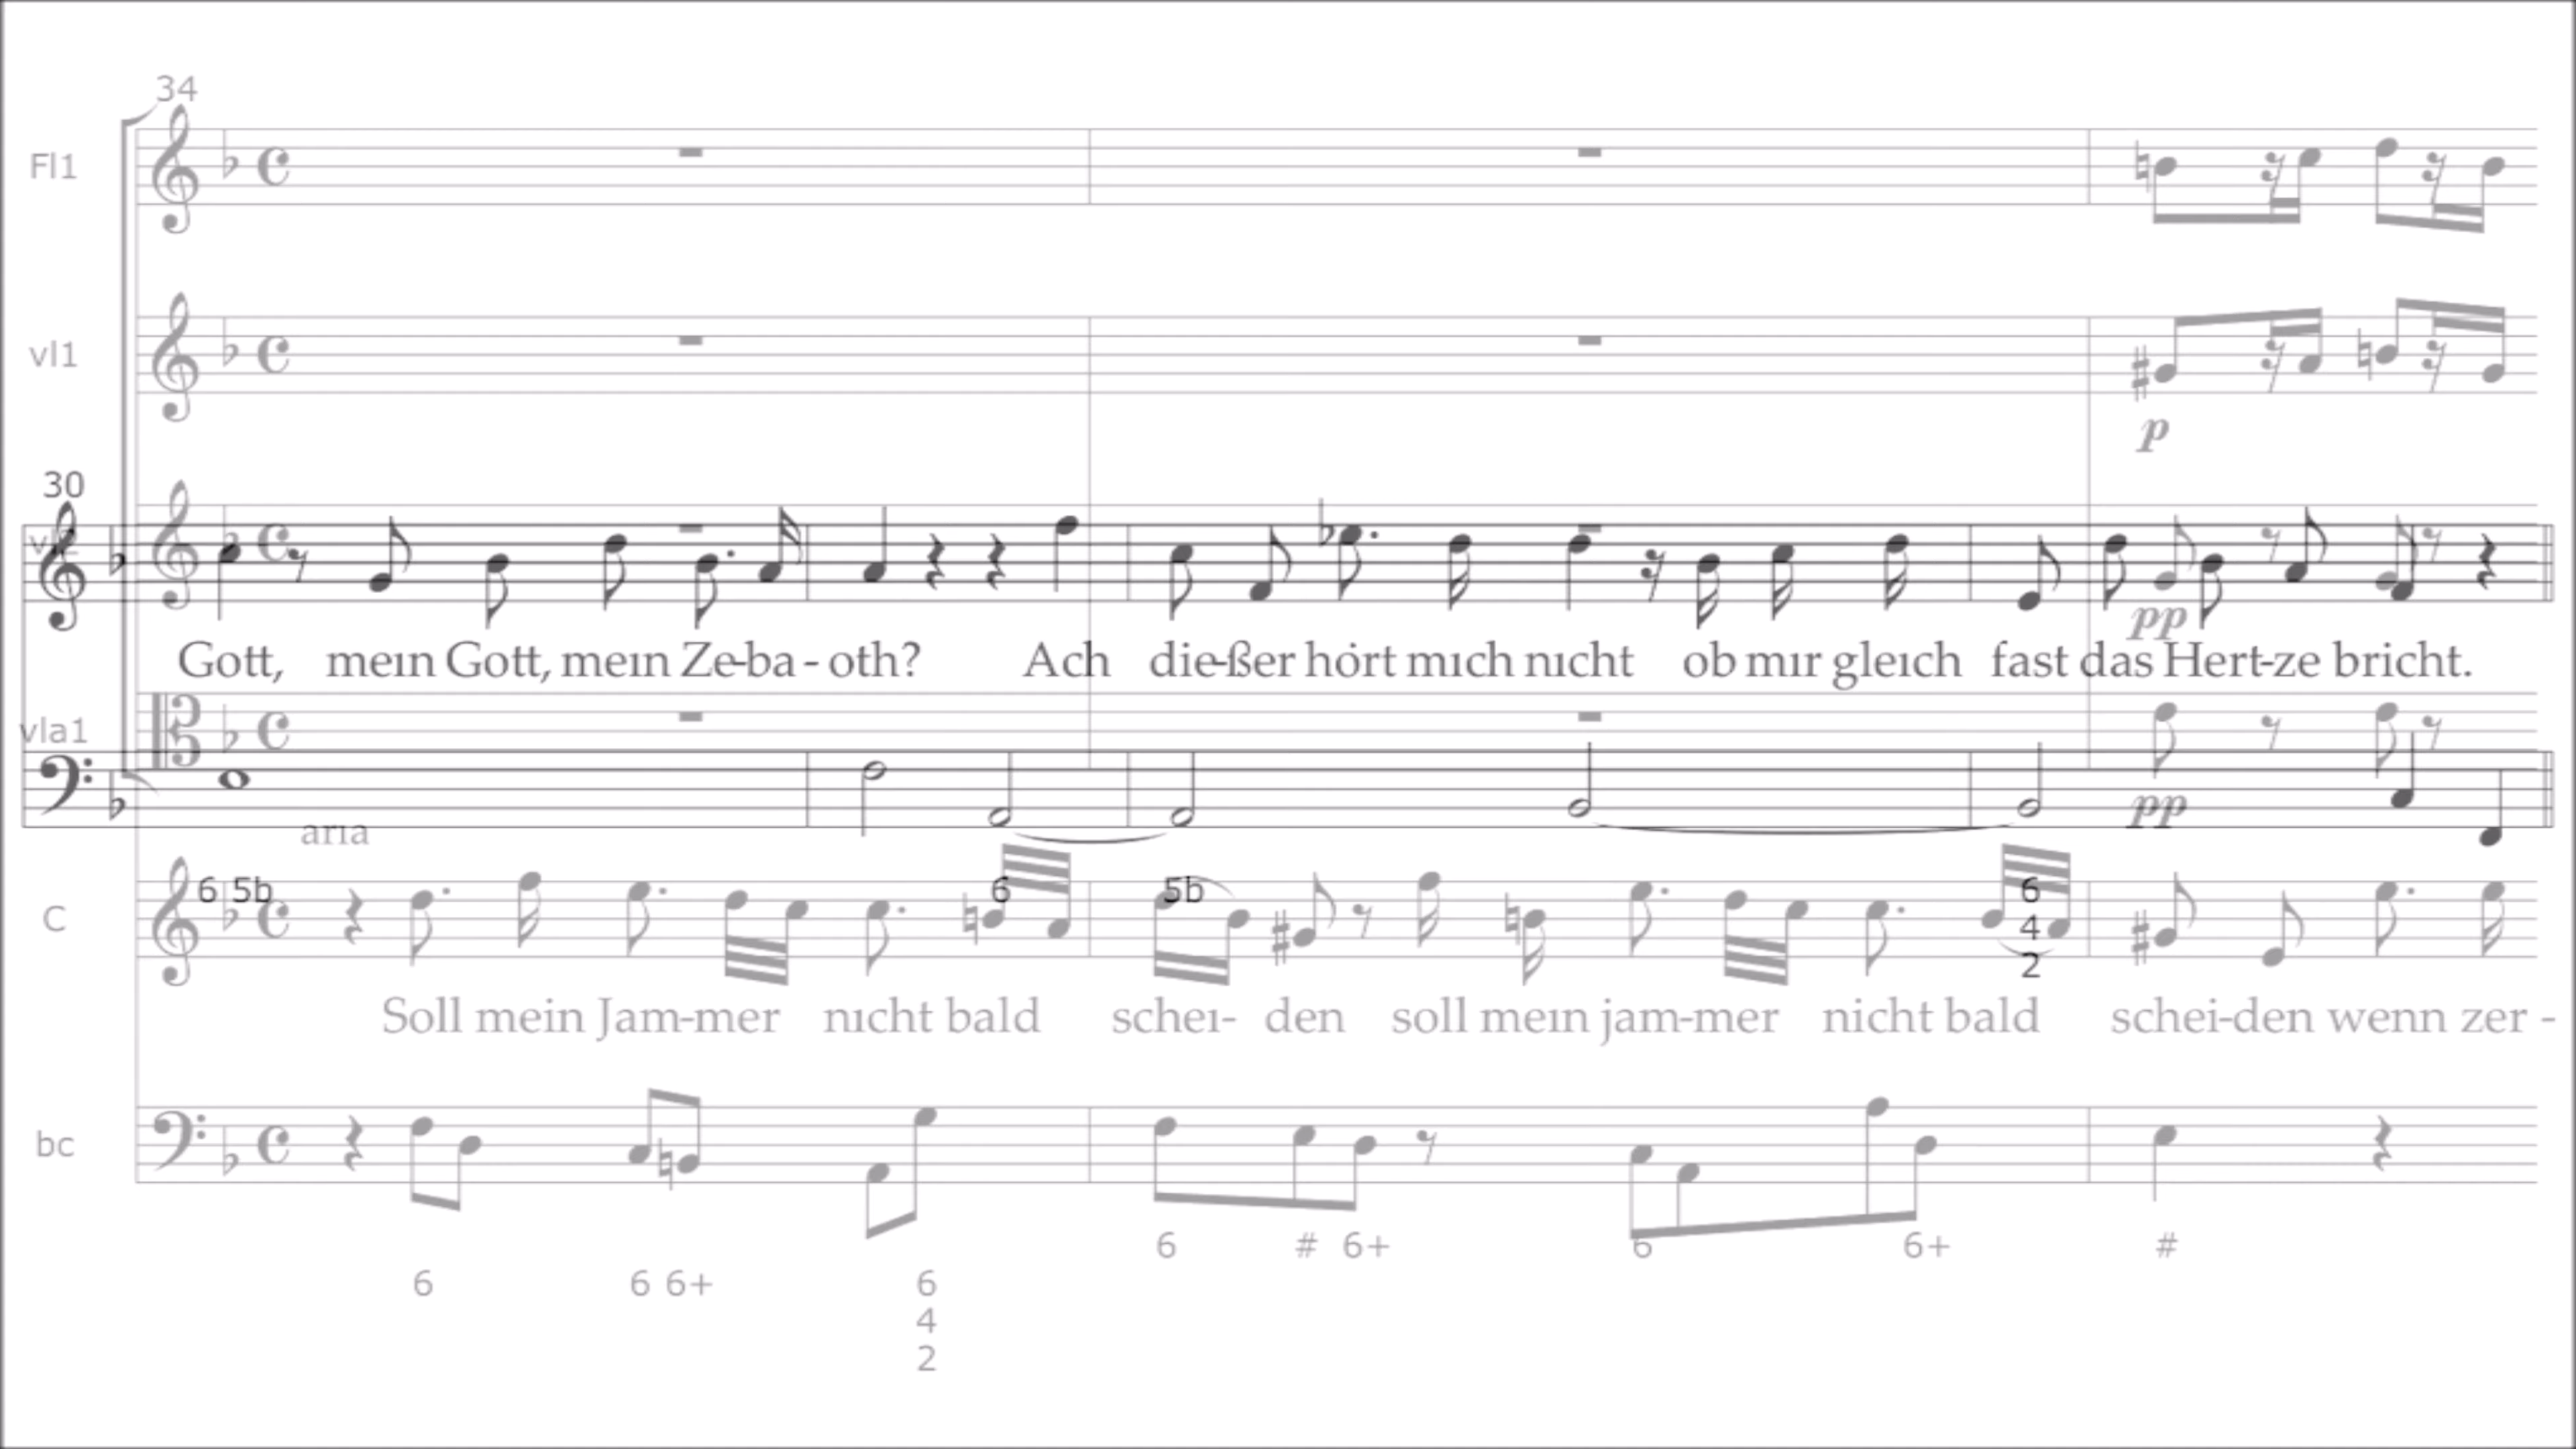 34
Fl1
vl1
p
30
vl2
pp
Gott, mein Gott, mein Ze-ba-oth? Ach die-ßer hört mich nicht ob mir gleich fast das Hert-ze bricht.
vla1
pp
aria
6 5b 6 5b 6
4
2
C
Soll mein Jam-mer nicht bald schei- den soll mein jam-mer nicht bald schei-den wenn zer -
bc
6 # 6+ 6 6+ #
6 6 6+ 6
4
2